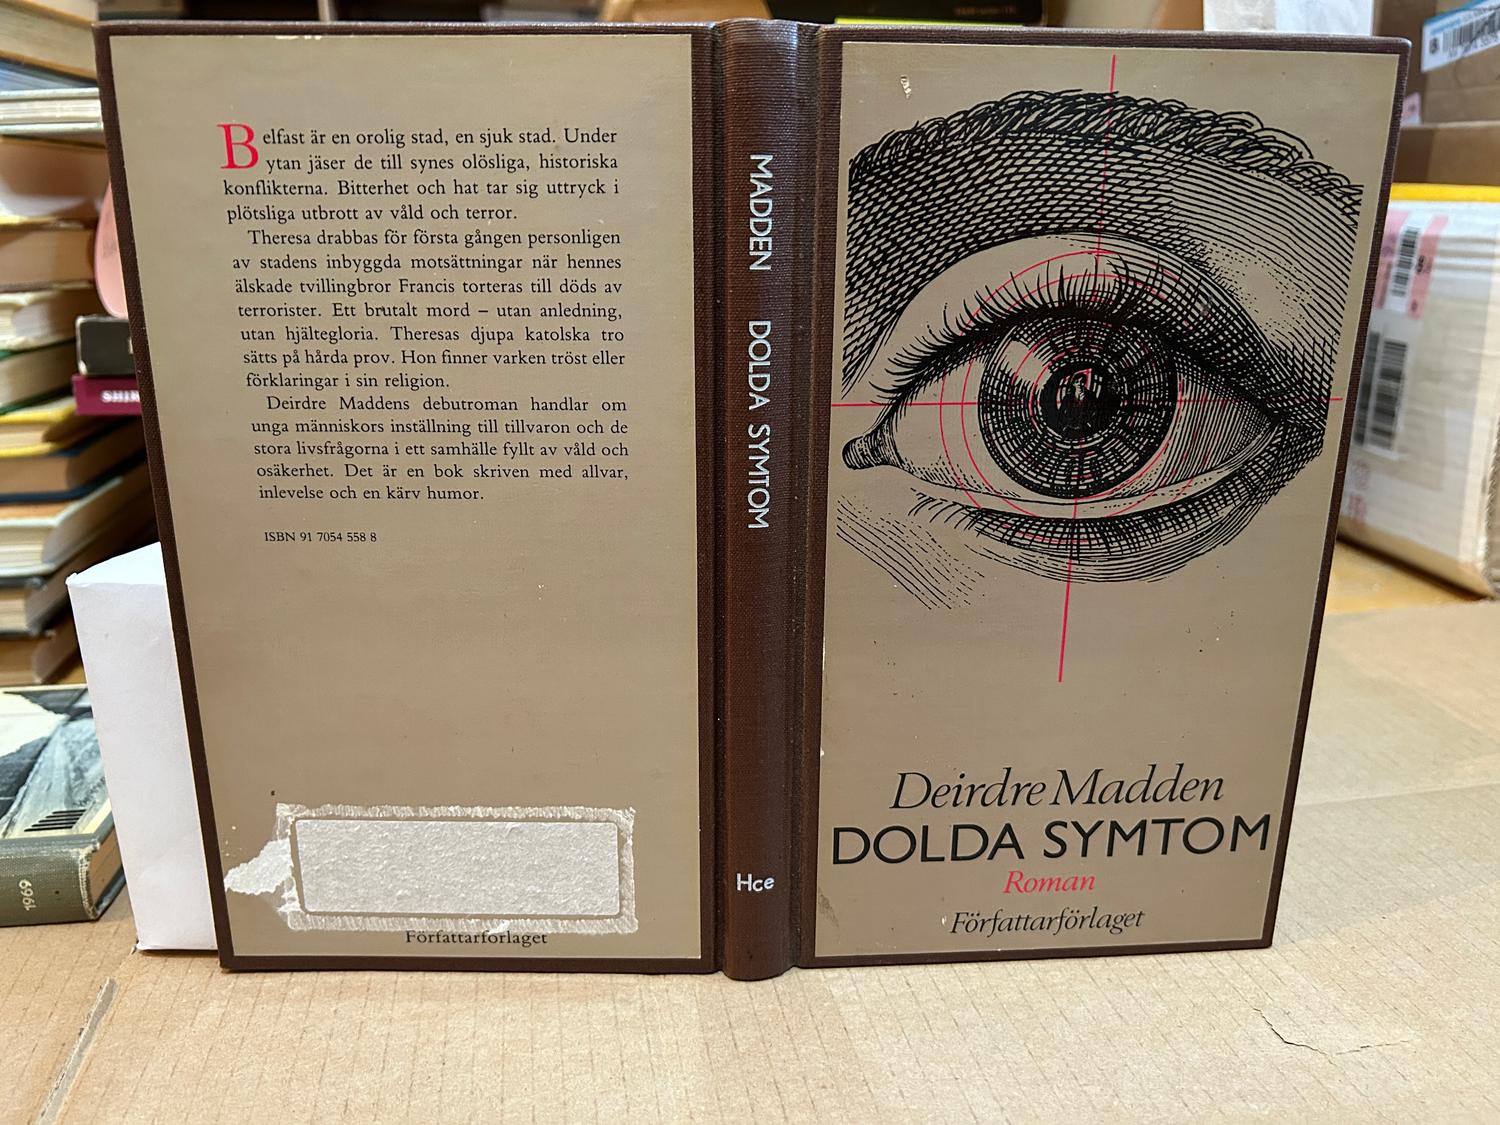 Belfast är en orolig stad, en sjuk stad. Under
ytan jäser de till synes olösliga, historiska
konflikterna. Bitterhet och hat tar sig uttryck i
plötsliga utbrott av våld och terror.
Theresa drabbas för första gången personligen
av stadens inbyggda motsättningar när hennes
älskade tvillingbror Francis torteras till döds av
terrorister. Ett brutalt mord – utan anledning,
utan hjältegloria. Theresas djupa katolska tro
sätts på hårda prov. Hon finner varken tröst eller
förklaringar i sin religion.
Deirdre Maddens debutroman handlar om
unga människors inställning till tillvaron och de
stora livsfrågorna i ett samhälle fyllt av våld och
osäkerhet. Det är en bok skriven med allvar,
inlevelse och en kärv humor.
ISBN 91 7054 558 8
Författarförlaget
MADDEN DOLDA SYMTOM
Hce
Deirdre Madden
DOLDA SYMTOM
Roman
Författarförlaget
1969